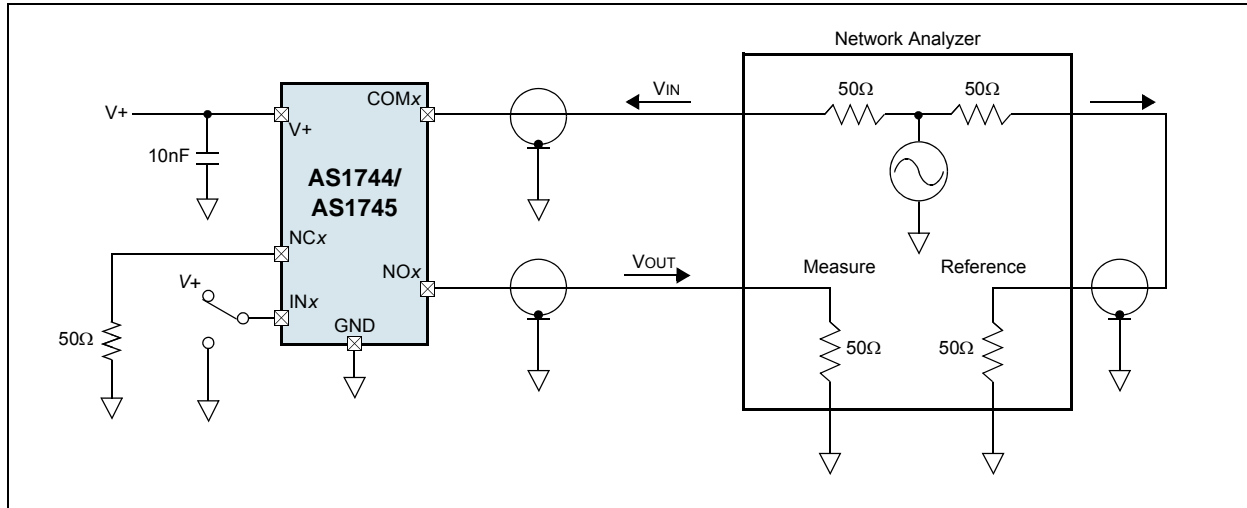 Network Analyzer
50Ω
50Ω
VIN
COMx
V+
V+
10nF
AS1744/
AS1745
NCx
NOx
VOUT
Measure
Reference
V+
INx
GND
50Ω
50Ω
50Ω